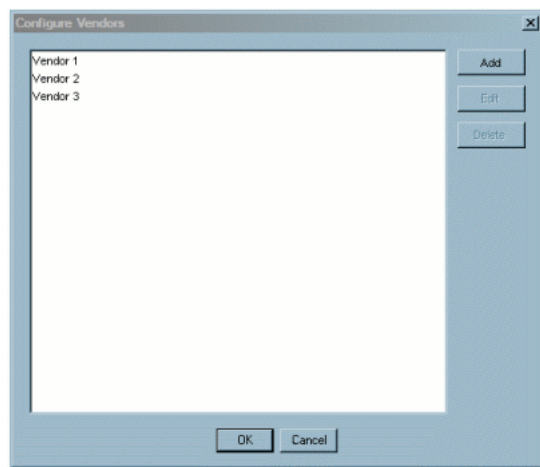 Configure Vendors
Vendor 1
Vendor 2
Vendor 3
Add
Edit
Delete
OK
Cancel